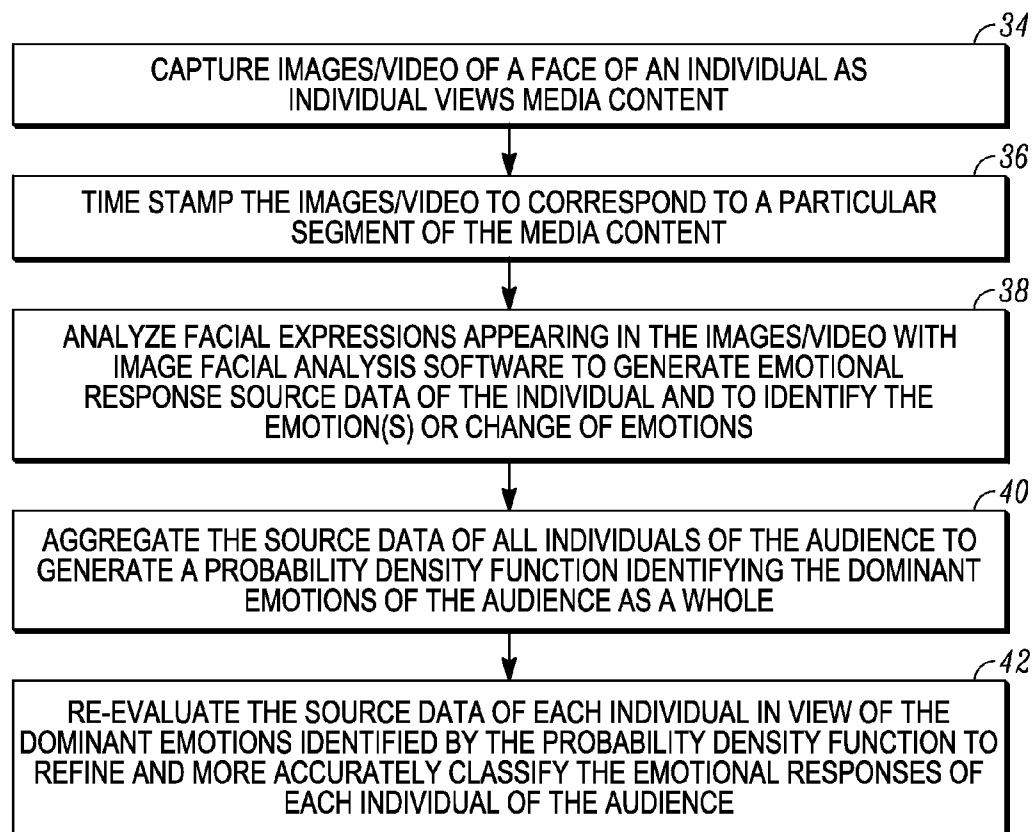 34
CAPTURE IMAGES/VIDEO OF A FACE OF AN INDIVIDUAL AS
INDIVIDUAL VIEWS MEDIA CONTENT
36
TIME STAMP THE IMAGES/VIDEO TO CORRESPOND TO A PARTICULAR
SEGMENT OF THE MEDIA CONTENT
38
ANALYZE FACIAL EXPRESSIONS APPEARING IN THE IMAGES/VIDEO WITH
IMAGE FACIAL ANALYSIS SOFTWARE TO GENERATE EMOTIONAL
RESPONSE SOURCE DATA OF THE INDIVIDUAL AND TO IDENTIFY THE
EMOTION(S) OR CHANGE OF EMOTIONS
40
AGGREGATE THE SOURCE DATA OF ALL INDIVIDUALS OF THE AUDIENCE TO
GENERATE A PROBABILITY DENSITY FUNCTION IDENTIFYING THE DOMINANT
EMOTIONS OF THE AUDIENCE AS A WHOLE
42
RE-EVALUATE THE SOURCE DATA OF EACH INDIVIDUAL IN VIEW OF THE
DOMINANT EMOTIONS IDENTIFIED BY THE PROBABILITY DENSITY FUNCTION TO
REFINE AND MORE ACCURATELY CLASSIFY THE EMOTIONAL RESPONSES OF
EACH INDIVIDUAL OF THE AUDIENCE